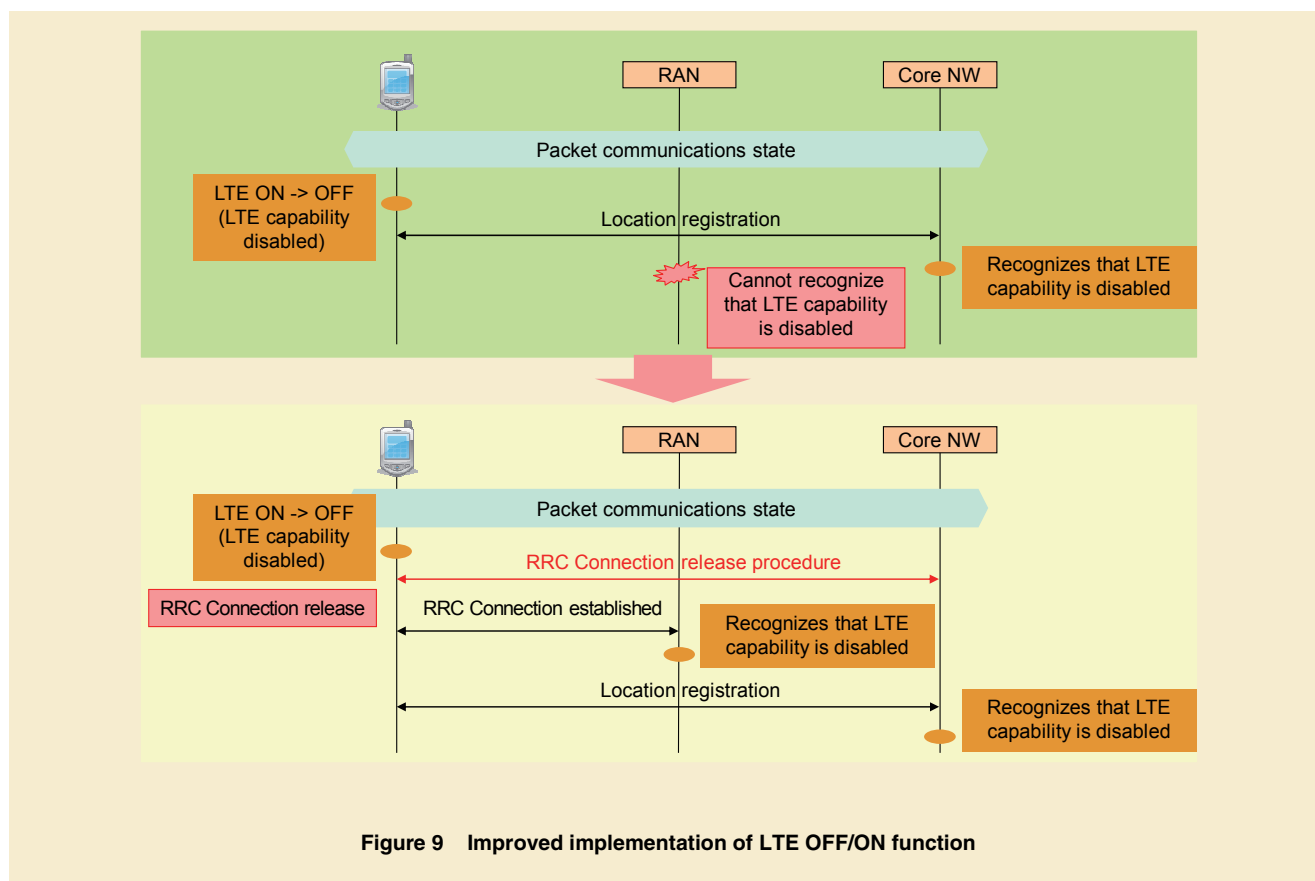 RAN
Core NW
Packet communications state
LTE ON -> OFF
(LTE capability
disabled)
Location registration
Cannot recognize
that LTE capability
is disabled
Recognizes that LTE
capability is disabled
RAN
Core NW
Packet communications state
LTE ON -> OFF
(LTE capability
disabled)
RRC Connection release procedure
RRC Connection release
RRC Connection established
Recognizes that LTE
capability is disabled
Location registration
Recognizes that LTE
capability is disabled
Figure 9 Improved implementation of LTE OFF/ON function